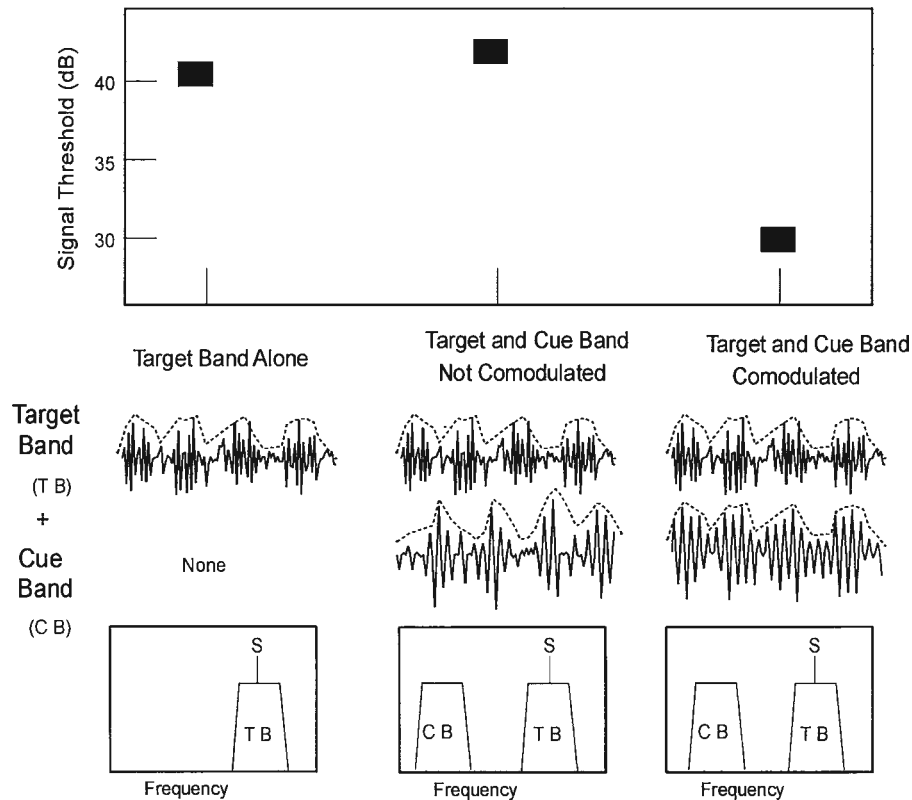 Signal Threshold (dB)
40
35
30
Target Band Alone
Target and Cue Band
Not Comodulated
Target and Cue Band
Comodulated
Target
Band
(T B)
+
Cue
Band
(C B)
None
S
T B
Frequency
S
C B
T B
Frequency
S
C B
T B
Frequency